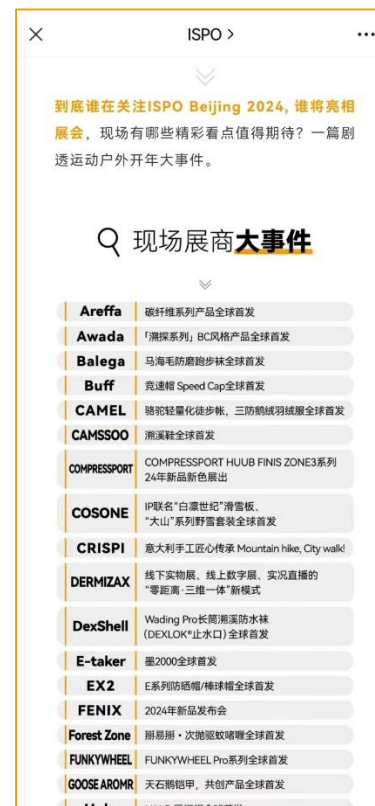 ISPO >
到底谁在关注ISPO Beijing 2024, 谁将亮相
展会，现场有哪些精彩看点值得期待？一篇剧
透运动户外开年大事件。
现场展商大事件
Areffa 碳纤维系列产品全球首发
Awada 「溯探系列」BC风格产品全球首发
Balega 马海毛防磨跑步袜全球首发
Buff 竞速帽 Speed Cap全球首发
CAMEL 骆驼轻量化徒步帐，三防鹅绒羽绒服全球首发
CAMSSOO 溯溪鞋全球首发
COMPRESSPORT COMPRESSPORT HUUB FINIS ZONE3系列
24年新品新色展出
COSONE IP联名“白凛世纪”滑雪板、
“大山”系列野雪套装全球首发
CRISPI 意大利手工匠心传承 Mountain hike, City walk!
DERMIZAX 线下实物展、线上数字展、实况直播的
“零距离·三维一体”新模式
DexShell Wading Pro长筒溯溪防水袜
(DEXLOK®止水口) 全球首发
E-taker 墨2000全球首发
EX2 E系列防晒帽/棒球帽全球首发
FENIX 2024年新品发布会
Forest Zone 掰易掰·次抛驱蚊啫喱全球首发
FUNKYWHEEL FUNKYWHEEL Pro系列全球首发
GOOSE AROMR 天石鹅铠甲，共创产品全球首发